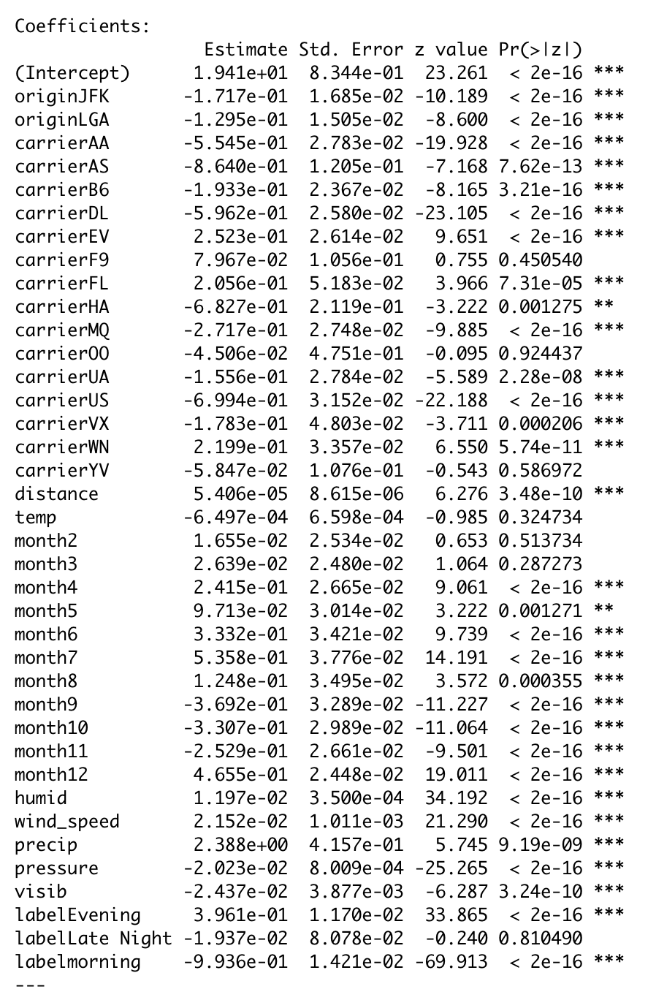 Coefficients:
Estimate Std. Error z value Pr(>|z|)
(Intercept) 1.941e+01 8.344e-01 23.261 < 2e-16 ***
originJFK -1.717e-01 1.685e-02 -10.189 < 2e-16 ***
originLGA -1.295e-01 1.505e-02 -8.600 < 2e-16 ***
carrierAA -5.545e-01 2.783e-02 -19.928 < 2e-16 ***
carrierAS -8.640e-01 1.205e-01 -7.168 7.62e-13 ***
carrierB6 -1.933e-01 2.367e-02 -8.165 3.21e-16 ***
carrierDL -5.962e-01 2.580e-02 -23.105 < 2e-16 ***
carrierEV 2.523e-01 2.614e-02 9.651 < 2e-16 ***
carrierF9 7.967e-02 1.056e-01 0.755 0.450540
carrierFL 2.056e-01 5.183e-02 3.966 7.31e-05 ***
carrierHA -6.827e-01 2.119e-01 -3.222 0.001275 **
carrierMQ -2.717e-01 2.748e-02 -9.885 < 2e-16 ***
carrierOO -4.506e-02 4.751e-01 -0.095 0.924437
carrierUA -1.556e-01 2.784e-02 -5.589 2.28e-08 ***
carrierUS -6.994e-01 3.152e-02 -22.188 < 2e-16 ***
carrierVX -1.783e-01 4.803e-02 -3.711 0.000206 ***
carrierWN 2.199e-01 3.357e-02 6.550 5.74e-11 ***
carrierYV -5.847e-02 1.076e-01 -0.543 0.586972
distance 5.406e-05 8.615e-06 6.276 3.48e-10 ***
temp -6.497e-04 6.598e-04 -0.985 0.324734
month2 1.655e-02 2.534e-02 0.653 0.513734
month3 2.639e-02 2.480e-02 1.064 0.287273
month4 2.415e-01 2.665e-02 9.061 < 2e-16 ***
month5 9.713e-02 3.014e-02 3.222 0.001271 **
month6 3.332e-01 3.421e-02 9.739 < 2e-16 ***
month7 5.358e-01 3.776e-02 14.191 < 2e-16 ***
month8 1.248e-01 3.495e-02 3.572 0.000355 ***
month9 -3.692e-01 3.289e-02 -11.227 < 2e-16 ***
month10 -3.307e-01 2.989e-02 -11.064 < 2e-16 ***
month11 -2.529e-01 2.661e-02 -9.501 < 2e-16 ***
month12 4.655e-01 2.448e-02 19.011 < 2e-16 ***
humid 1.197e-02 3.500e-04 34.192 < 2e-16 ***
wind_speed 2.152e-02 1.011e-03 21.290 < 2e-16 ***
precip 2.388e+00 4.157e-01 5.745 9.19e-09 ***
pressure -2.023e-02 8.009e-04 -25.265 < 2e-16 ***
visib -2.437e-02 3.877e-03 -6.287 3.24e-10 ***
labelEvening 3.961e-01 1.170e-02 33.865 < 2e-16 ***
labelLate Night -1.937e-02 8.078e-02 -0.240 0.810490
labelmorning -9.936e-01 1.421e-02 -69.913 < 2e-16 ***
---